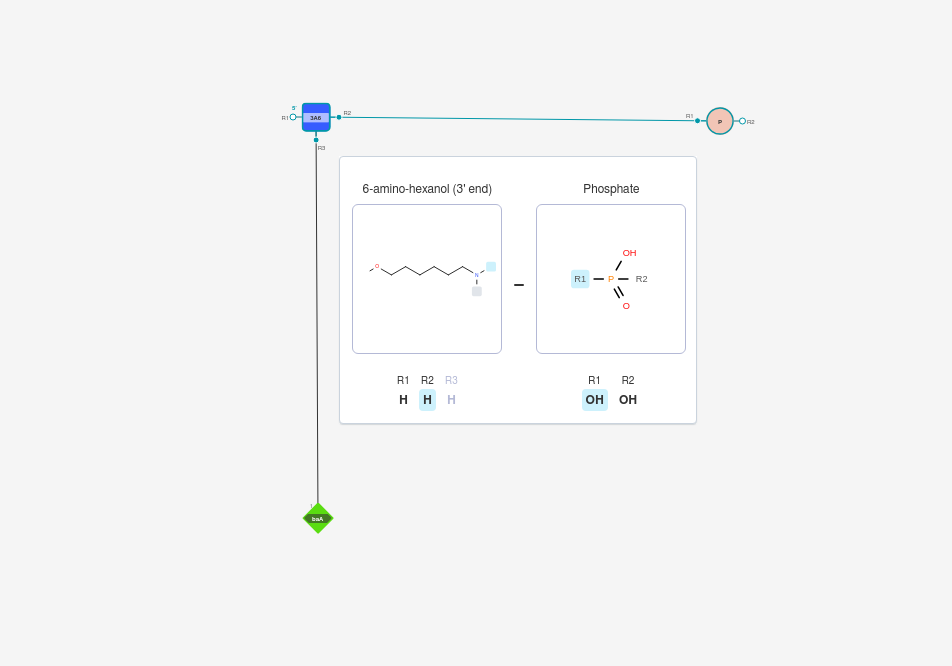 5'
R1
3A6
R2
R3
R1
P
R2
6-amino-hexanol (3' end)
Phosphate
O
N
OH
R1
P
R2
O
R1 R2 R3
H H H
R1 R2
OH OH
baA